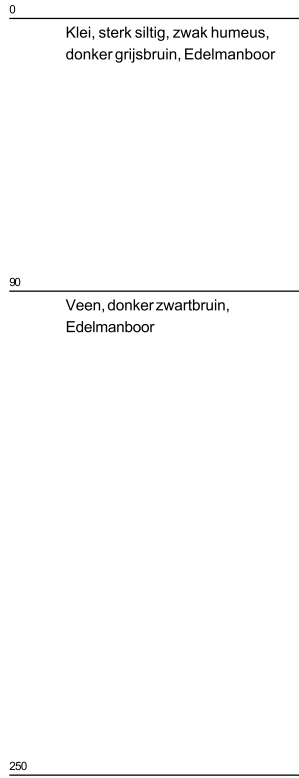 0
Klei, sterk siltig, zwak humeus,
donker grijsbruin, Edelmanboor
90
Veen, donker zwartbruin,
Edelmanboor
250